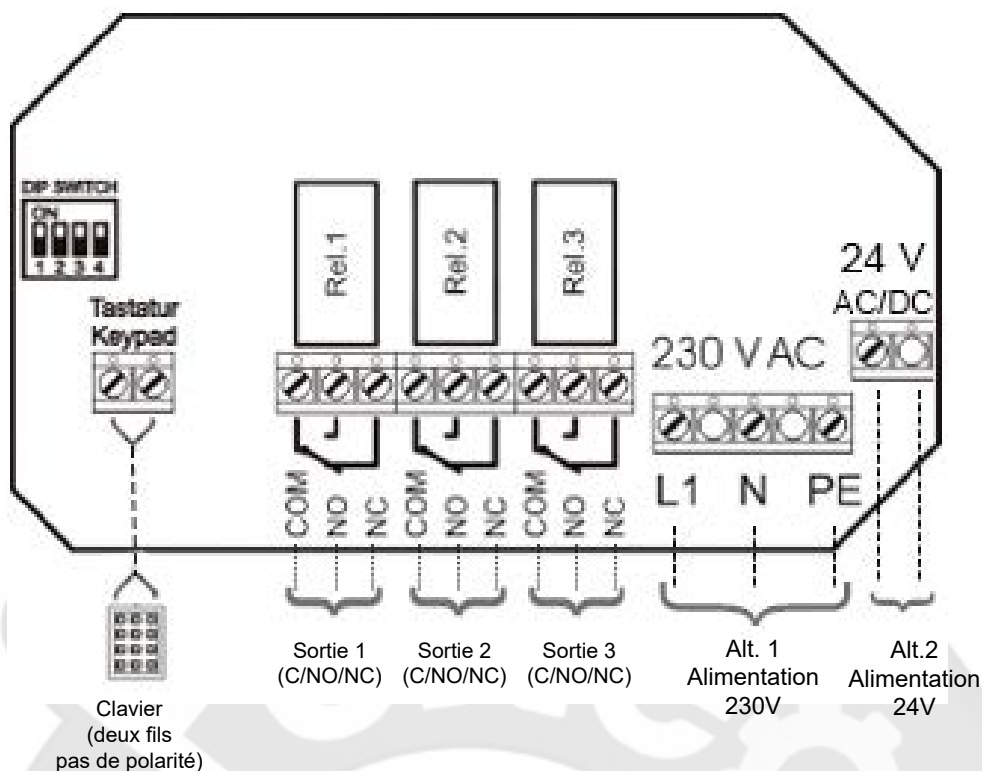 DIP SWITCH
ON
1 2 3 4
Tastatur
Keypad
Rel.1
Rel.2
Rel.3
24 V
AC/DC
230 V AC
L1 N PE
COM NO NC
COM NO NC
COM NO NC
Sortie 1
(C/NO/NC)
Sortie 2
(C/NO/NC)
Sortie 3
(C/NO/NC)
Alt. 1
Alimentation
230V
Alt.2
Alimentation
24V
Clavier
(deux fils
pas de polarité)